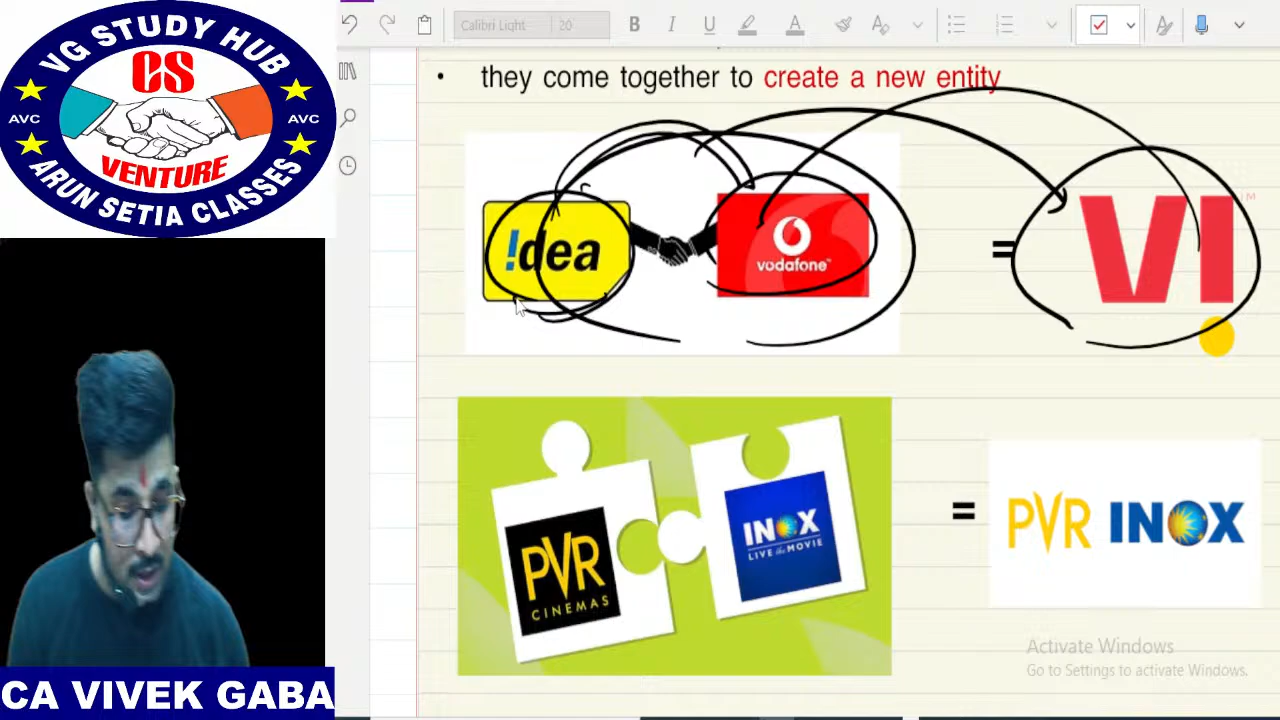 VG STUDY HUB
CS
AVC
AVC
VENTURE
ARUN SETIA CLASSES
Calibri Light
20
B
I
U
A
A
• they come together to create a new entity
!dea
vodafone™
=
VI™
PVR
CINEMAS
INOX
LIVE the MOVIE
=
PVR INOX
Activate Windows
Go to Settings to activate Windows.
CA VIVEK GABA